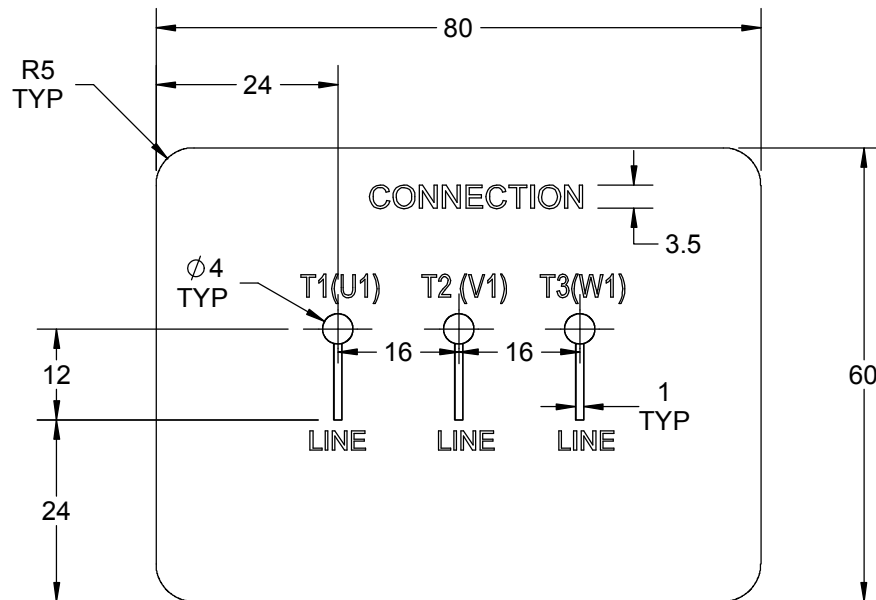 80
24
R5
TYP
CONNECTION
3.5
Ø4
TYP
T1(U1) T2 (V1) T3(W1)
16 16
12
60
1
TYP
LINE LINE LINE
24